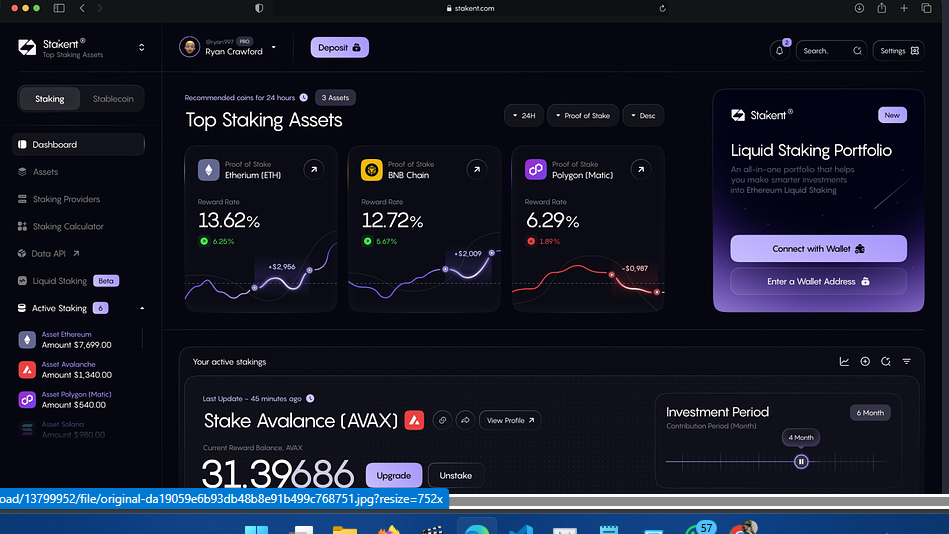 stakent.com
Stakent®
Top Staking Assets
@ryan997 PRO
Ryan Crawford
Deposit
2
Search.
Settings
Staking
Stablecoin
Dashboard
Assets
Staking Providers
Staking Calculator
Data API
Liquid Staking Beta
Active Staking 6
Asset Ethereum
Amount $7,699.00
Asset Avalanche
Amount $1,340.00
Asset Polygon (Matic)
Amount $540.00
Asset Solana
Amount $980.00
Recommended coins for 24 hours 3 Assets
Top Staking Assets
24H
Proof of Stake
Desc
Proof of Stake
Etherium (ETH)
Reward Rate
13.62%
6.25%
+$2,956
Proof of Stake
BNB Chain
Reward Rate
12.72%
5.67%
+$2,009
Proof of Stake
Polygon (Matic)
Reward Rate
6.29%
1.89%
-$0,987
Stakent®
New
Liquid Staking Portfolio
An all-in-one portfolio that helps
you make smarter investments
into Ethereum Liquid Staking
Connect with Wallet
Enter a Wallet Address
Your active stakings
Last Update ~ 45 minutes ago
Stake Avalance (AVAX)
View Profile
Current Reward Balance, AVAX
31.39686
Upgrade
Unstake
Investment Period
Contribution Period (Month)
6 Month
4 Month
oad/13799952/file/original-da19059e6b93db48b8e91b499c768751.jpg?resize=752x
57